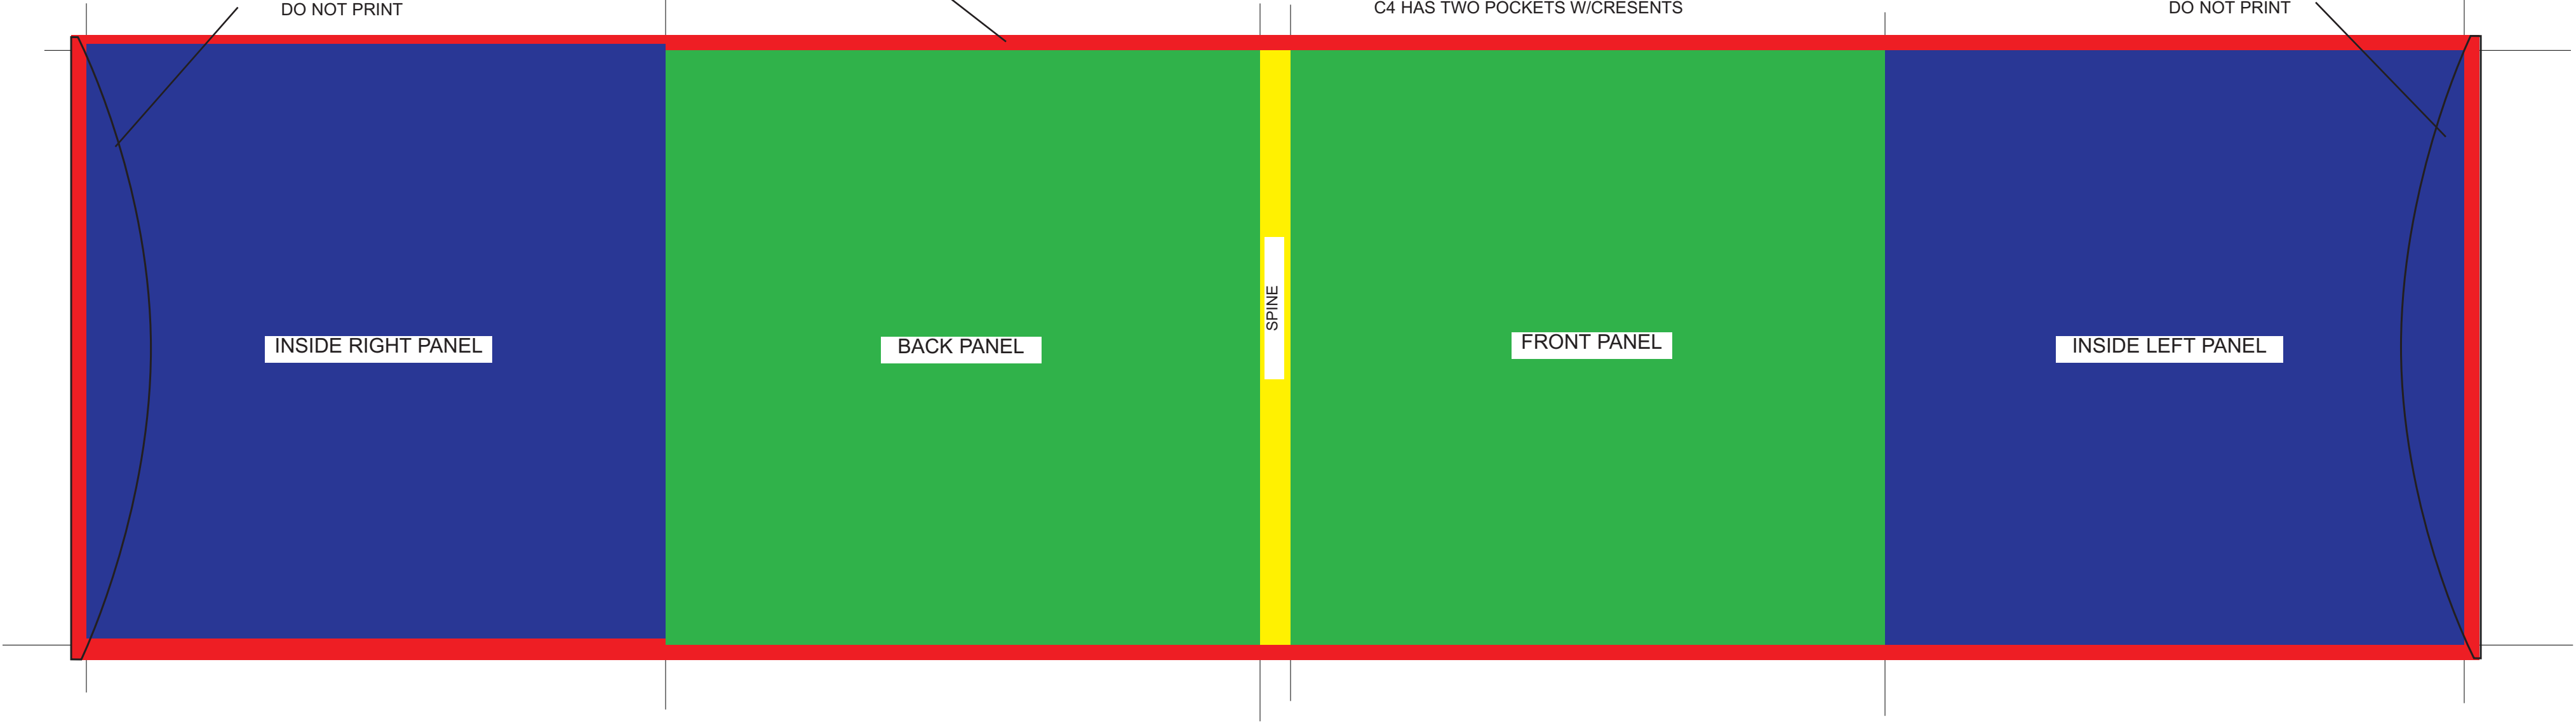 DO NOT PRINT
C4 HAS TWO POCKETS W/CRESENTS
DO NOT PRINT
INSIDE RIGHT PANEL
BACK PANEL
SPINE
FRONT PANEL
INSIDE LEFT PANEL